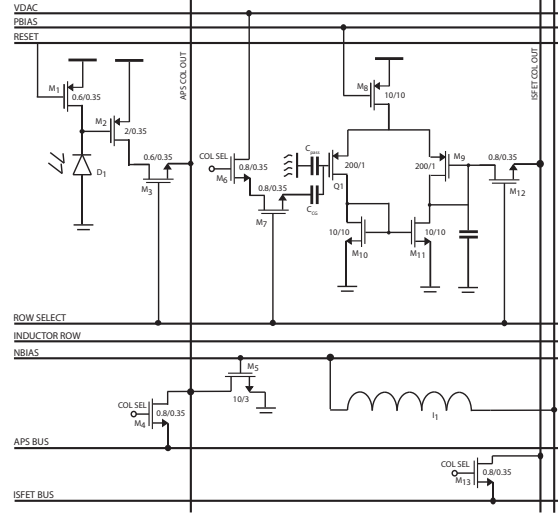 VDAC
PBIAS
RESET
APS COL OUT
ISFET COL OUT
M1
0.6/0.35
M2
2/0.35
D1
0.6/0.35
M3
COL SEL
0.8/0.35
M6
0.8/0.35
M7
Cpass
CCG
200/1
Q1
M8
10/10
200/1
M9
0.8/0.35
M12
10/10
M10
10/10
M11
ROW SELECT
INDUCTOR ROW
NBIAS
M5
10/3
COL SEL
0.8/0.35
M4
I1
APS BUS
COL SEL
0.8/0.35
M13
ISFET BUS